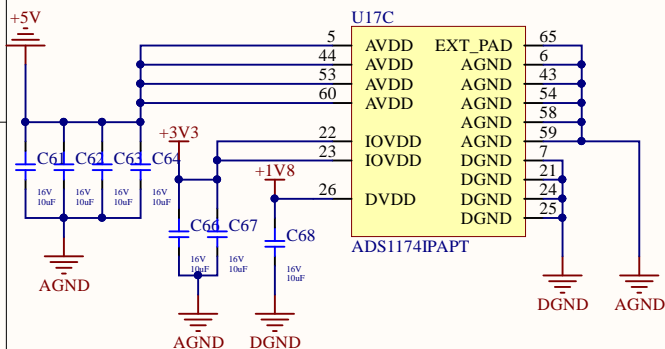 +5V
U17C
5 AVDD EXT_PAD 65
44 AVDD AGND 6
53 AVDD AGND 43
60 AVDD AGND 54
AGND 58
+3V3 22 IOVDD AGND 59
C61 C62 C63 C64 23 IOVDD DGND 7
+1V8 DGND 21
16V 16V 16V 16V 26 DVDD DGND 24
10uF 10uF 10uF 10uF DGND 25
C66 C67 C68
ADS1174IPAPT
16V 16V 16V
10uF 10uF 10uF
AGND
DGND AGND
AGND DGND